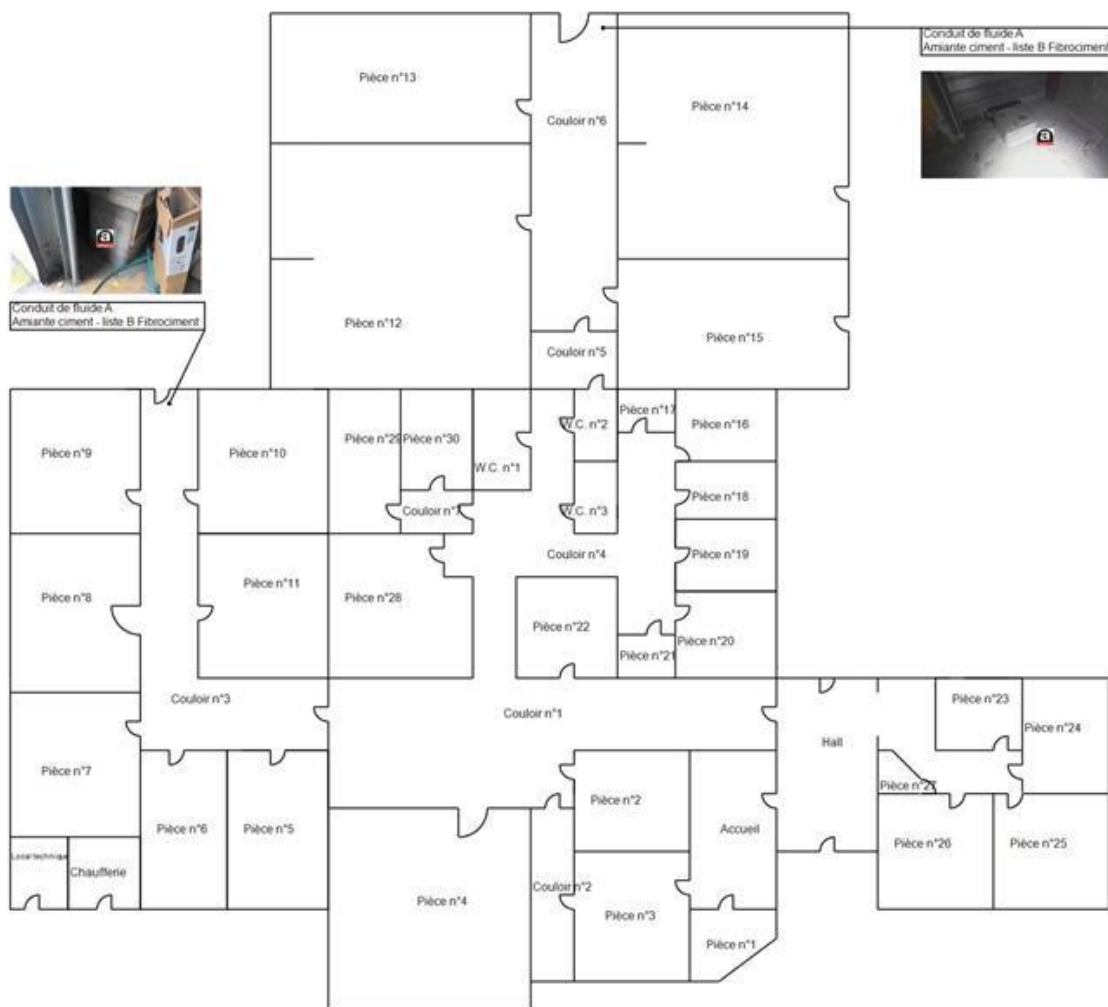 Conduit de fluide A
Amiante ciment - liste B Fibrociment
Pièce n°13
Pièce n°14
Couloir n°6
a
a
Conduit de fluide A
Amiante ciment - liste B Fibrociment
Pièce n°12
Pièce n°15
Couloir n°5
Pièce n°17
Pièce n°9
Pièce n°10
Pièce n°29
Pièce n°30
W.C. n°1
W.C. n°2
Pièce n°16
Pièce n°18
Couloir n°7
W.C. n°3
Couloir n°4
Pièce n°19
Pièce n°8
Pièce n°11
Pièce n°28
Pièce n°22
Pièce n°21
Pièce n°20
Couloir n°3
Couloir n°1
Hall
Pièce n°23
Pièce n°24
Pièce n°7
Pièce n°27
Pièce n°2
Pièce n°6
Pièce n°5
Accueil
Pièce n°26
Pièce n°25
Local technique
Chaufferie
Couloir n°2
Pièce n°4
Pièce n°3
Pièce n°1